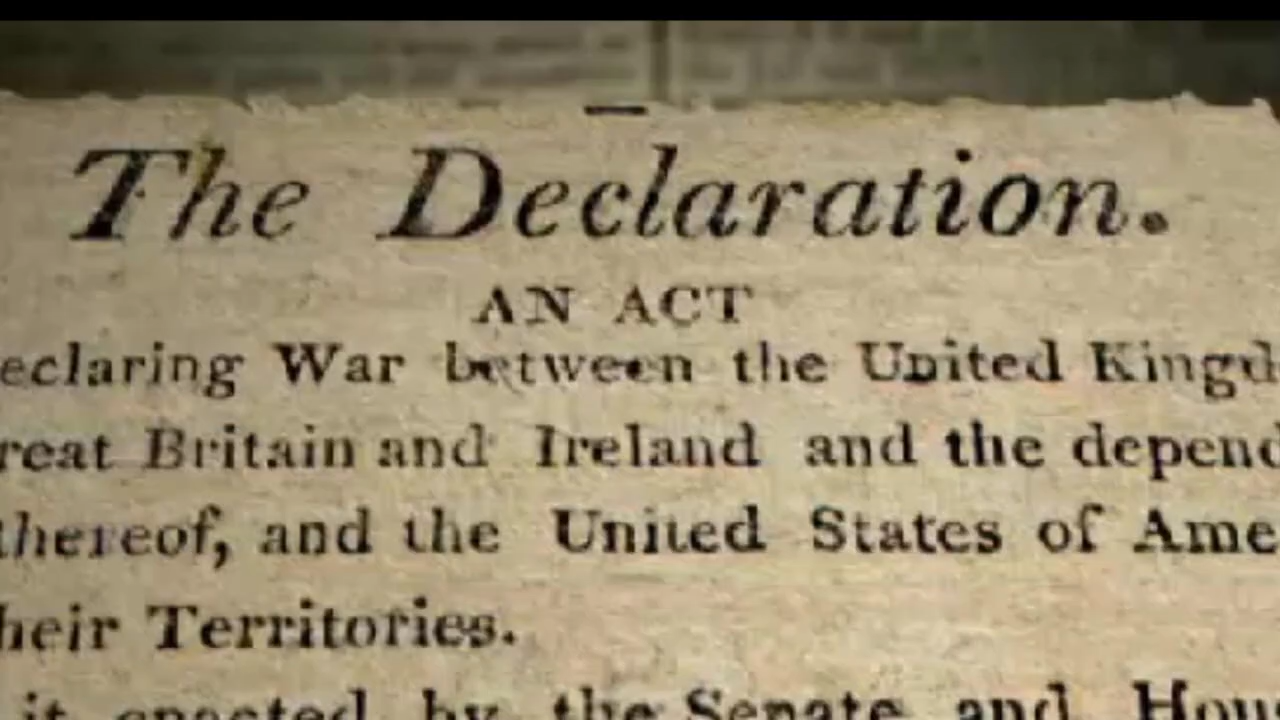 The Declaration.
AN ACT
eclaring War between the United Kingd
reat Britain and Ireland and the depend
thereof, and the United States of Ame
heir Territories.
it enacted by the Senate and Hou